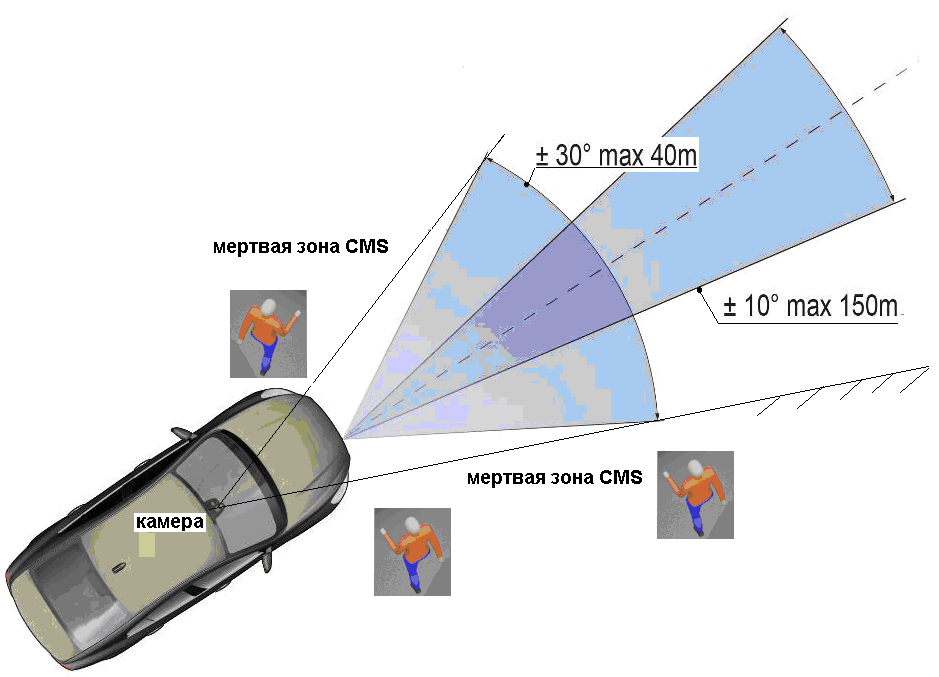 ± 30° max 40m
мертвая зона CMS
± 10° max 150m
мертвая зона CMS
камера